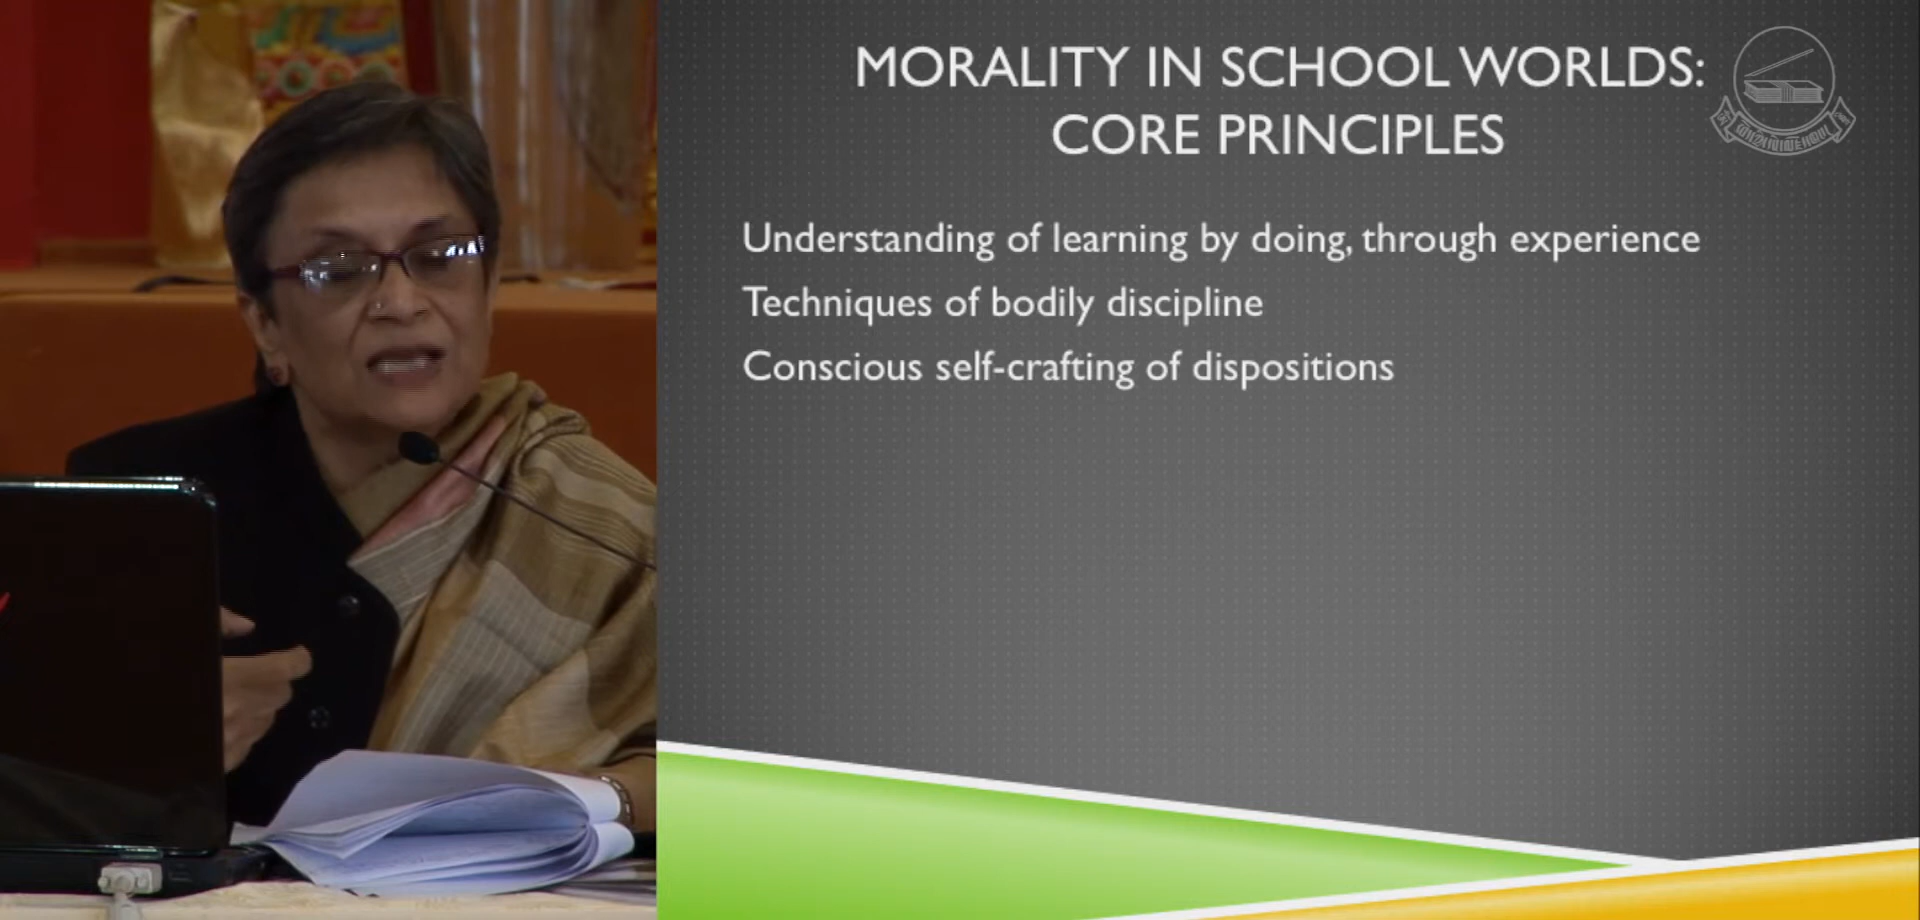 MORALITY IN SCHOOL WORLDS:
CORE PRINCIPLES
Understanding of learning by doing, through experience
Techniques of bodily discipline
Conscious self-crafting of dispositions